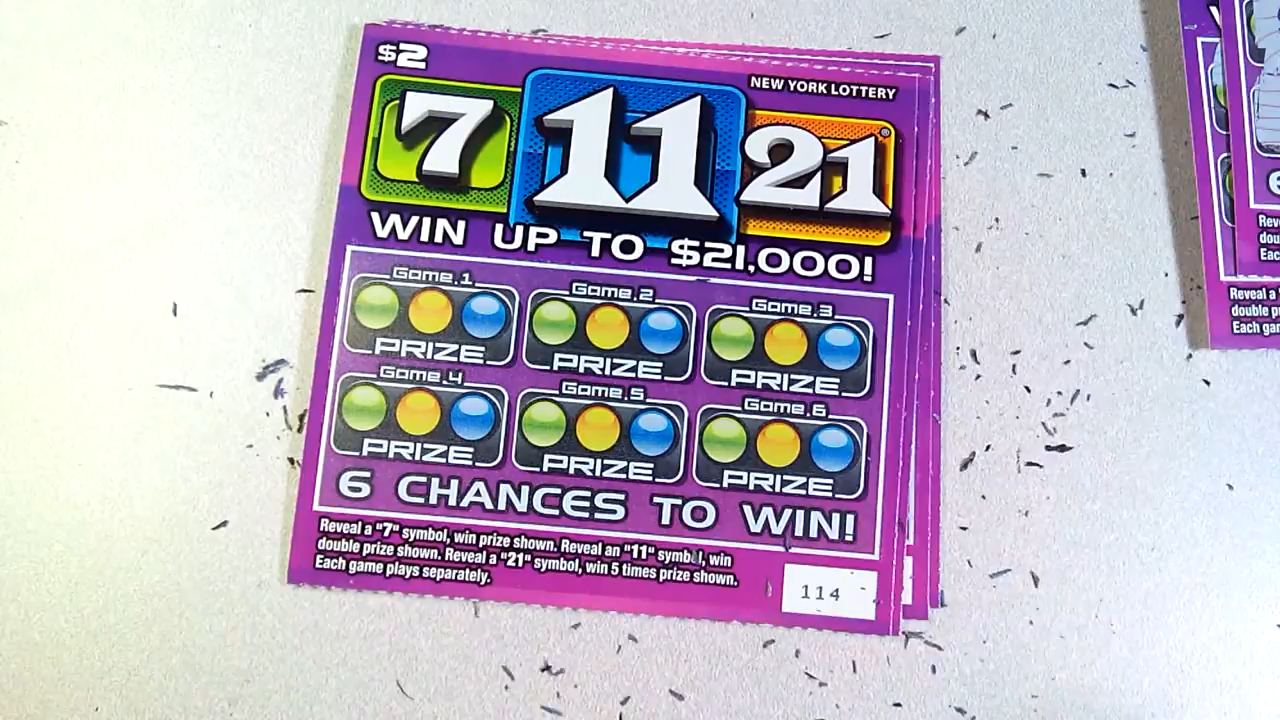 $2
NEW YORK LOTTERY
7 11 21®
WIN UP TO $21,000!
Game.1 Game.2 Game.3
PRIZE PRIZE PRIZE
Game.4 Game.5 Game.6
PRIZE PRIZE PRIZE
6 CHANCES TO WIN!
Reveal a "7" symbol, win prize shown. Reveal an "11" symbol, win
double prize shown. Reveal a "21" symbol, win 5 times prize shown.
Each game plays separately.
114
Reveal a
Each